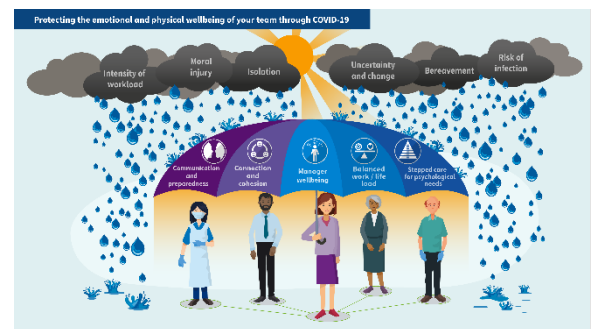 Protecting the emotional and physical wellbeing of your team through COVID-19
Intensity of
workload
Moral
injury
Isolation
Uncertainty
and change
Bereavement
Risk of
infection
Communication
and
preparedness
Connection
and
cohesion
Manager
wellbeing
Balanced
work / life
load
Stepped care
for psychological
needs